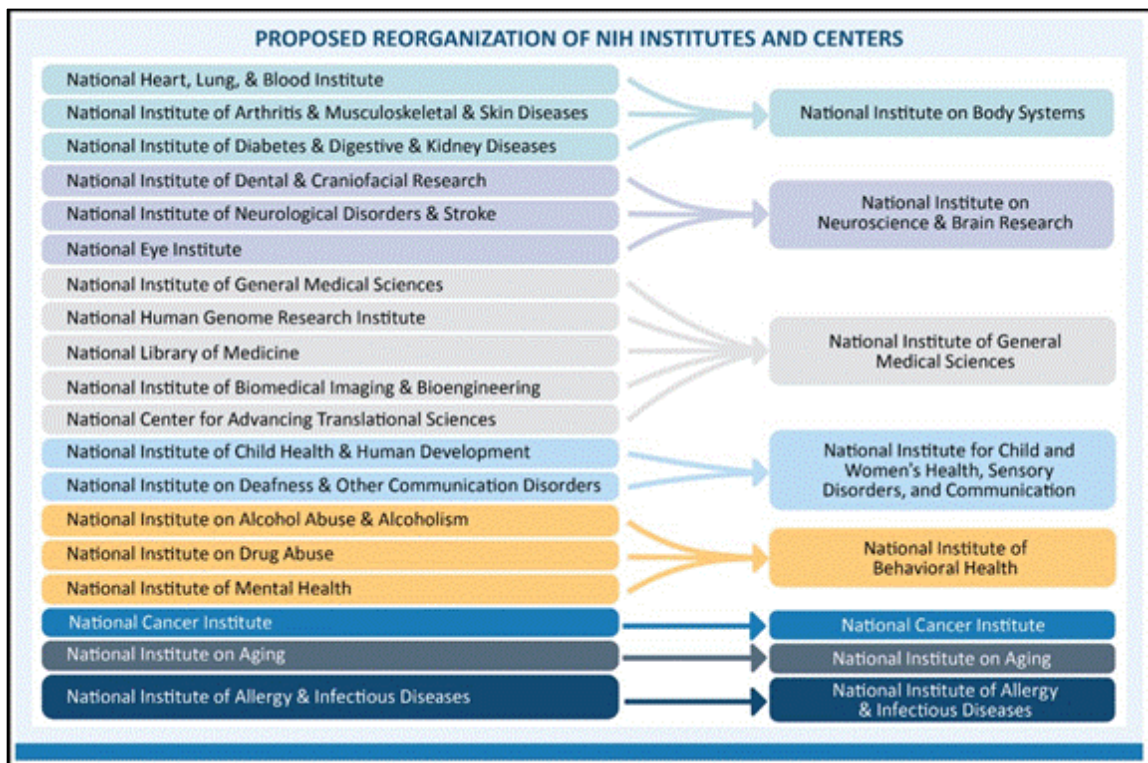 PROPOSED REORGANIZATION OF NIH INSTITUTES AND CENTERS
National Heart, Lung, & Blood Institute
National Institute of Arthritis & Musculoskeletal & Skin Diseases
National Institute of Diabetes & Digestive & Kidney Diseases
National Institute on Body Systems
National Institute of Dental & Craniofacial Research
National Institute of Neurological Disorders & Stroke
National Eye Institute
National Institute on
Neuroscience & Brain Research
National Institute of General Medical Sciences
National Human Genome Research Institute
National Library of Medicine
National Institute of Biomedical Imaging & Bioengineering
National Center for Advancing Translational Sciences
National Institute of General
Medical Sciences
National Institute of Child Health & Human Development
National Institute on Deafness & Other Communication Disorders
National Institute for Child and
Women's Health, Sensory
Disorders, and Communication
National Institute on Alcohol Abuse & Alcoholism
National Institute on Drug Abuse
National Institute of Mental Health
National Institute of
Behavioral Health
National Cancer Institute
National Cancer Institute
National Institute on Aging
National Institute on Aging
National Institute of Allergy & Infectious Diseases
National Institute of Allergy
& Infectious Diseases